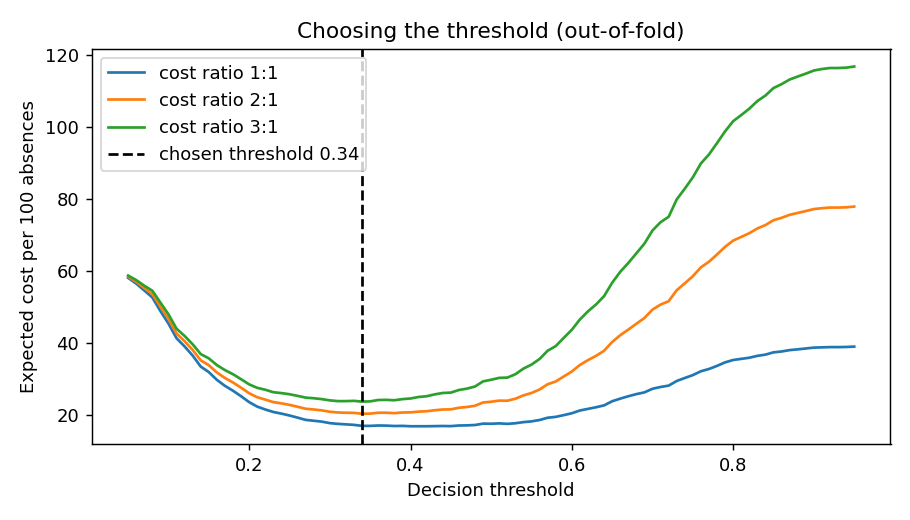 Choosing the threshold (out-of-fold)
Expected cost per 100 absences
120
100
80
60
40
20
cost ratio 1:1
cost ratio 2:1
cost ratio 3:1
chosen threshold 0.34
0.2
0.4
0.6
0.8
Decision threshold